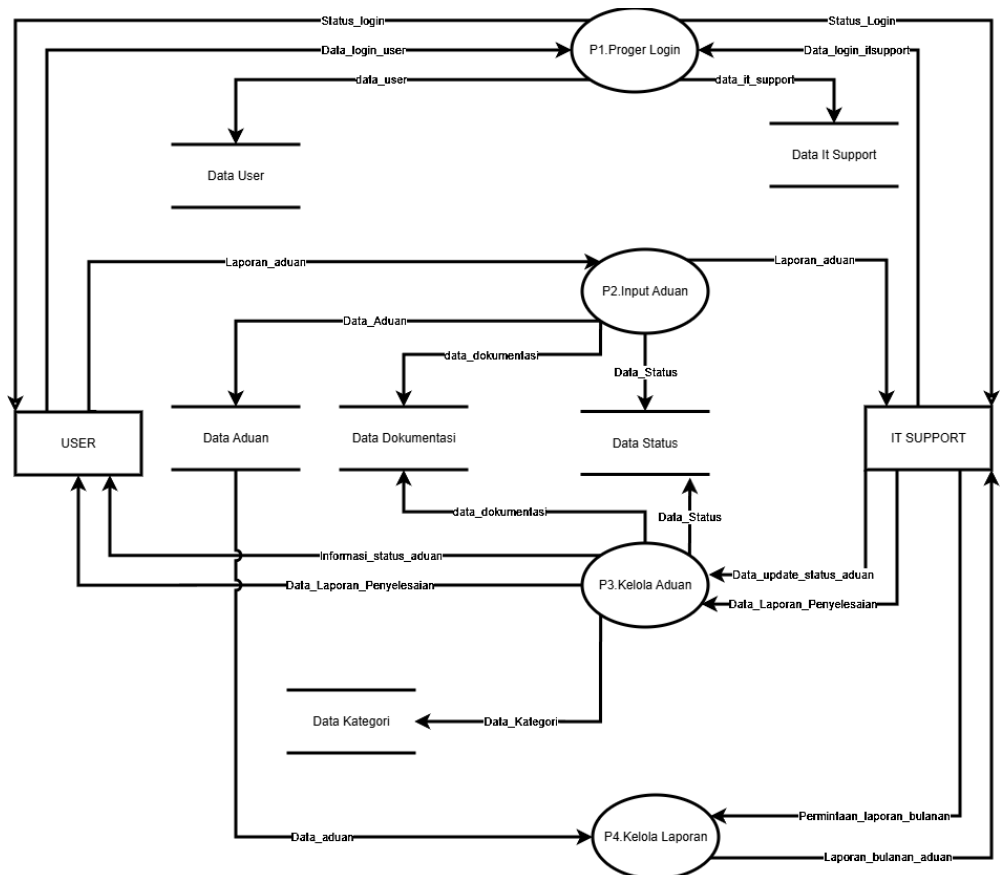 Status_login
Status_Login
Data_login_user
P1.Proger Login
Data_login_itsupport
data_user
data_it_support
Data User
Data It Support
Laporan_aduan
Laporan_aduan
P2.Input Aduan
Data_Aduan
data_dokumentasi
Data_Status
USER
Data Aduan
Data Dokumentasi
Data Status
IT SUPPORT
data_dokumentasi
Data_Status
Informasi_status_aduan
Data_update_status_aduan
Data_Laporan_Penyelesaian
P3.Kelola Aduan
Data_Laporan_Penyelesaian
Data Kategori
Data_Kategori
Permintaan_laporan_bulanan
Data_aduan
P4.Kelola Laporan
Laporan_bulanan_aduan